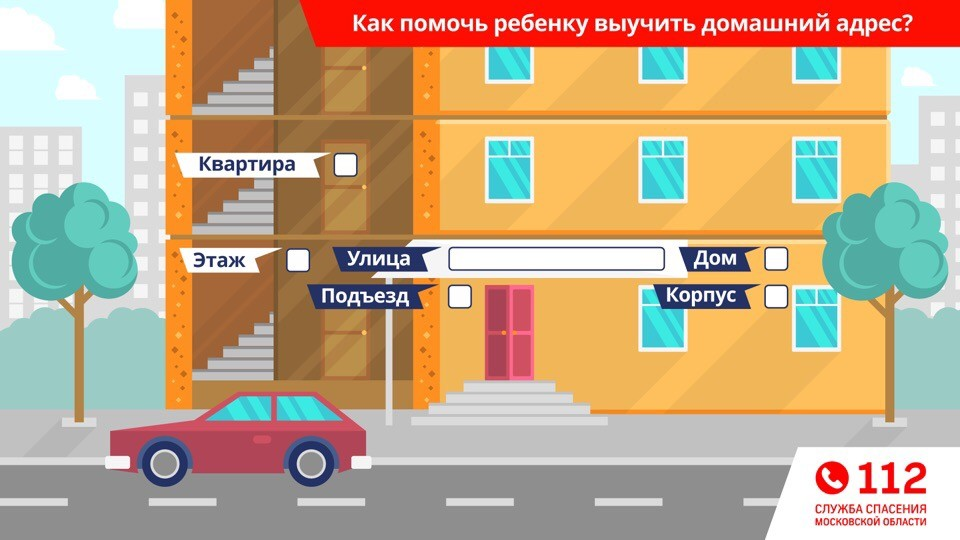 Как помочь ребенку выучить домашний адрес?
Квартира
Этаж
Улица
Дом
Подъезд
Корпус
112
СЛУЖБА СПАСЕНИЯ
МОСКОВСКОЙ ОБЛАСТИ